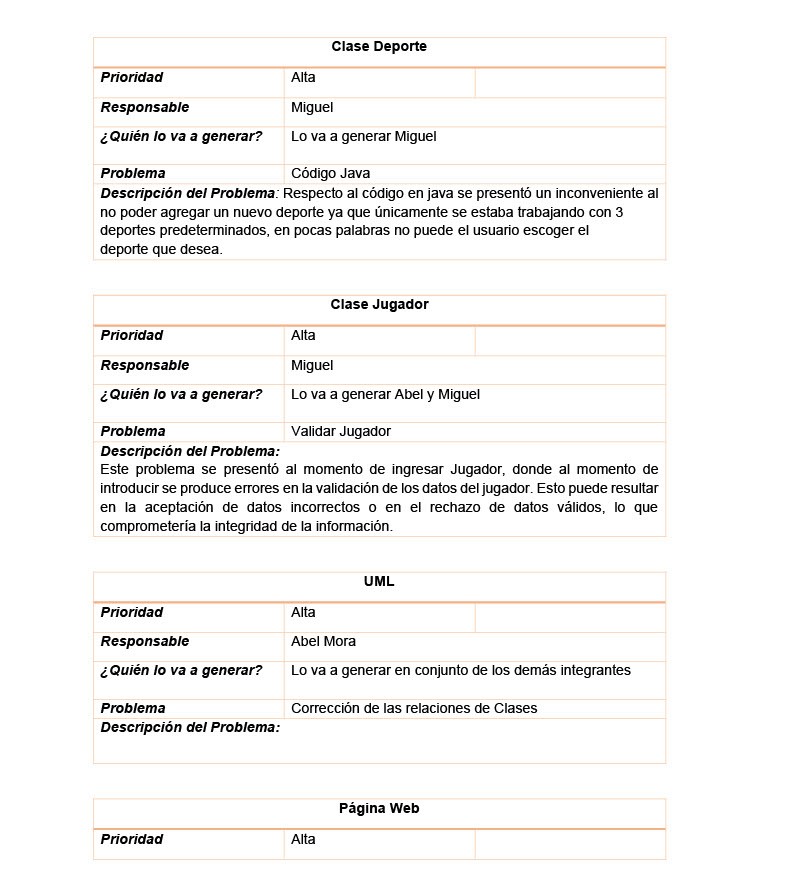 Clase Deporte
Prioridad Alta
Responsable Miguel
¿Quién lo va a generar? Lo va a generar Miguel
Problema Código Java
Descripción del Problema: Respecto al código en java se presentó un inconveniente al
no poder agregar un nuevo deporte ya que únicamente se estaba trabajando con 3
deportes predeterminados, en pocas palabras no puede el usuario escoger el
deporte que desea.
Clase Jugador
Prioridad Alta
Responsable Miguel
¿Quién lo va a generar? Lo va a generar Abel y Miguel
Problema Validar Jugador
Descripción del Problema:
Este problema se presentó al momento de ingresar Jugador, donde al momento de
introducir se produce errores en la validación de los datos del jugador. Esto puede resultar
en la aceptación de datos incorrectos o en el rechazo de datos válidos, lo que
comprometería la integridad de la información.
UML
Prioridad Alta
Responsable Abel Mora
¿Quién lo va a generar? Lo va a generar en conjunto de los demás integrantes
Problema Corrección de las relaciones de Clases
Descripción del Problema:
Página Web
Prioridad Alta